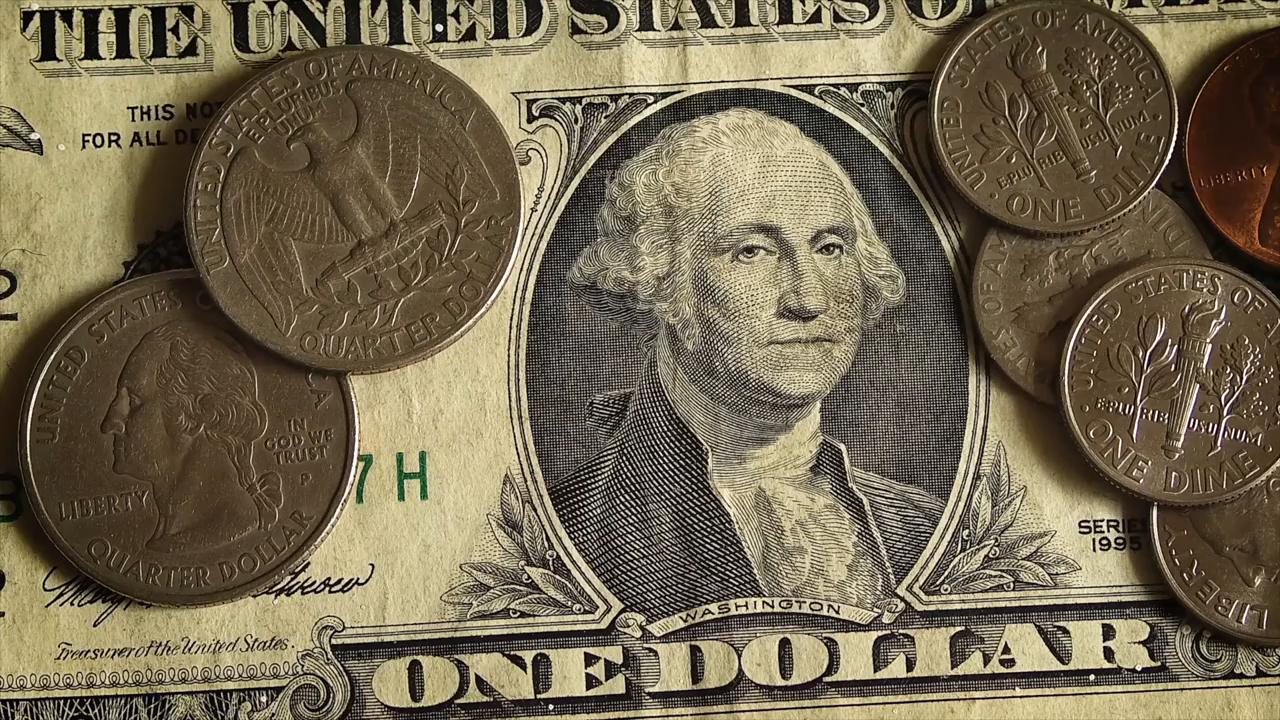 THE UNITED STATES OF
THIS NOT
FOR ALL DE
UNITED STATES OF AMERICA
E PLURIBUS
UNUM
QUARTER DOLLAR
UNITED STATES
IN
GOD WE
TRUST
P
LIBERTY
QUARTER DOLLAR
7 H
Treasurer of the United States.
WASHINGTON
ONE DOLLAR
SERIES
1995
UNITED STATES OF AMERICA
E PLURIBUS UNUM
ONE DIME
LIBERTY
UNITED STATES OF A
E PLURIBUS UNUM
ONE DIME
LIBERTY